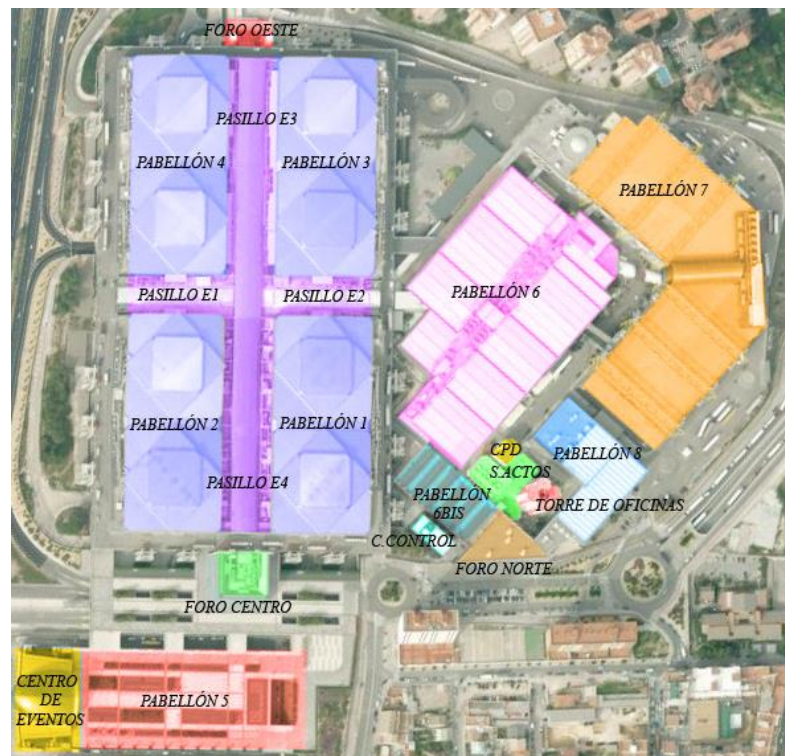 FORO OESTE
PASILLO E3
PABELLÓN 4
PABELLÓN 3
PABELLÓN 7
PASILLO E1
PASILLO E2
PABELLÓN 6
PABELLÓN 2
PABELLÓN 1
PASILLO E4
CPD
S.ACTOS
PABELLÓN 8
PABELLÓN
6BIS
TORRE DE OFICINAS
C.CONTROL
FORO NORTE
FORO CENTRO
CENTRO
DE
EVENTOS
PABELLÓN 5